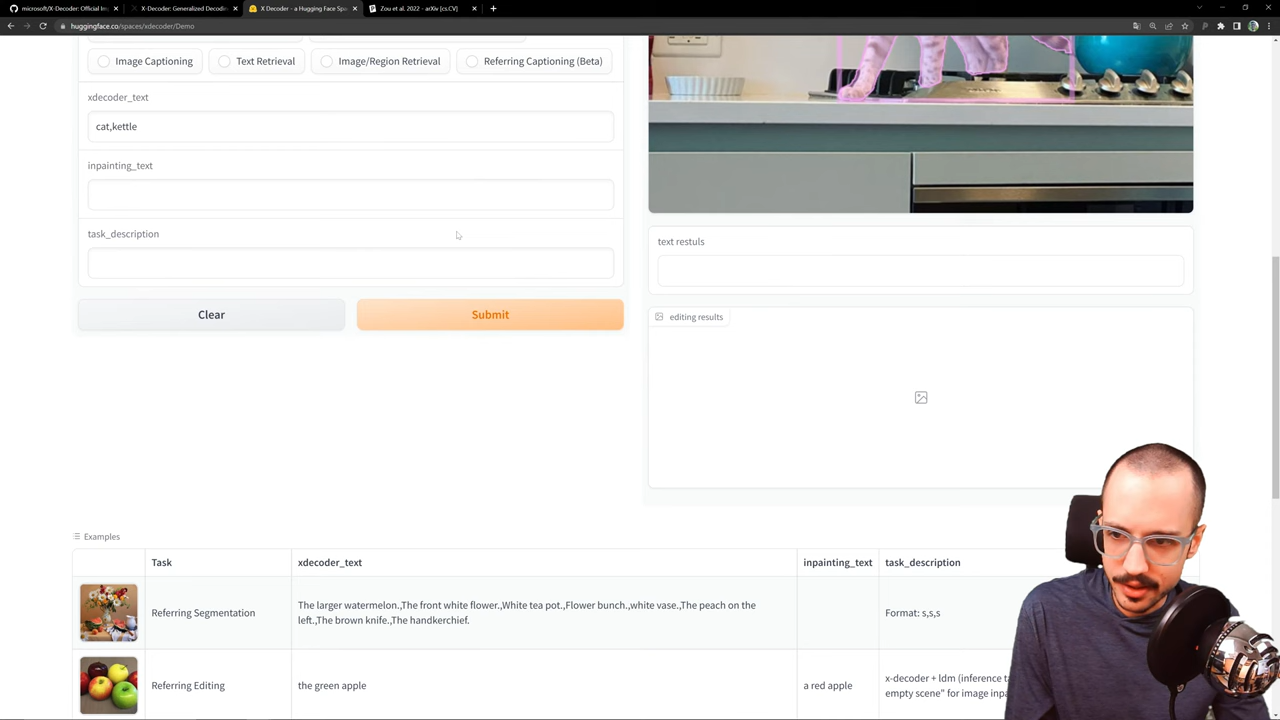 microsoft/X-Decoder: Official Im
X-Decoder: Generalized Decodin
X Decoder - a Hugging Face Spa
Zou et al. 2022 - arXiv [cs.CV]
huggingface.co/spaces/xdecoder/Demo
Image Captioning
Text Retrieval
Image/Region Retrieval
Referring Captioning (Beta)
xdecoder_text
cat,kettle
inpainting_text
task_description
Clear
Submit
text restuls
editing results
Examples
Task
xdecoder_text
inpainting_text
task_description
Referring Segmentation
The larger watermelon.,The front white flower.,White tea pot.,Flower bunch.,white vase.,The peach on the
left.,The brown knife.,The handkerchief.
Format: s,s,s
Referring Editing
the green apple
a red apple
x-decoder + ldm (inference ta
empty scene" for image inpa